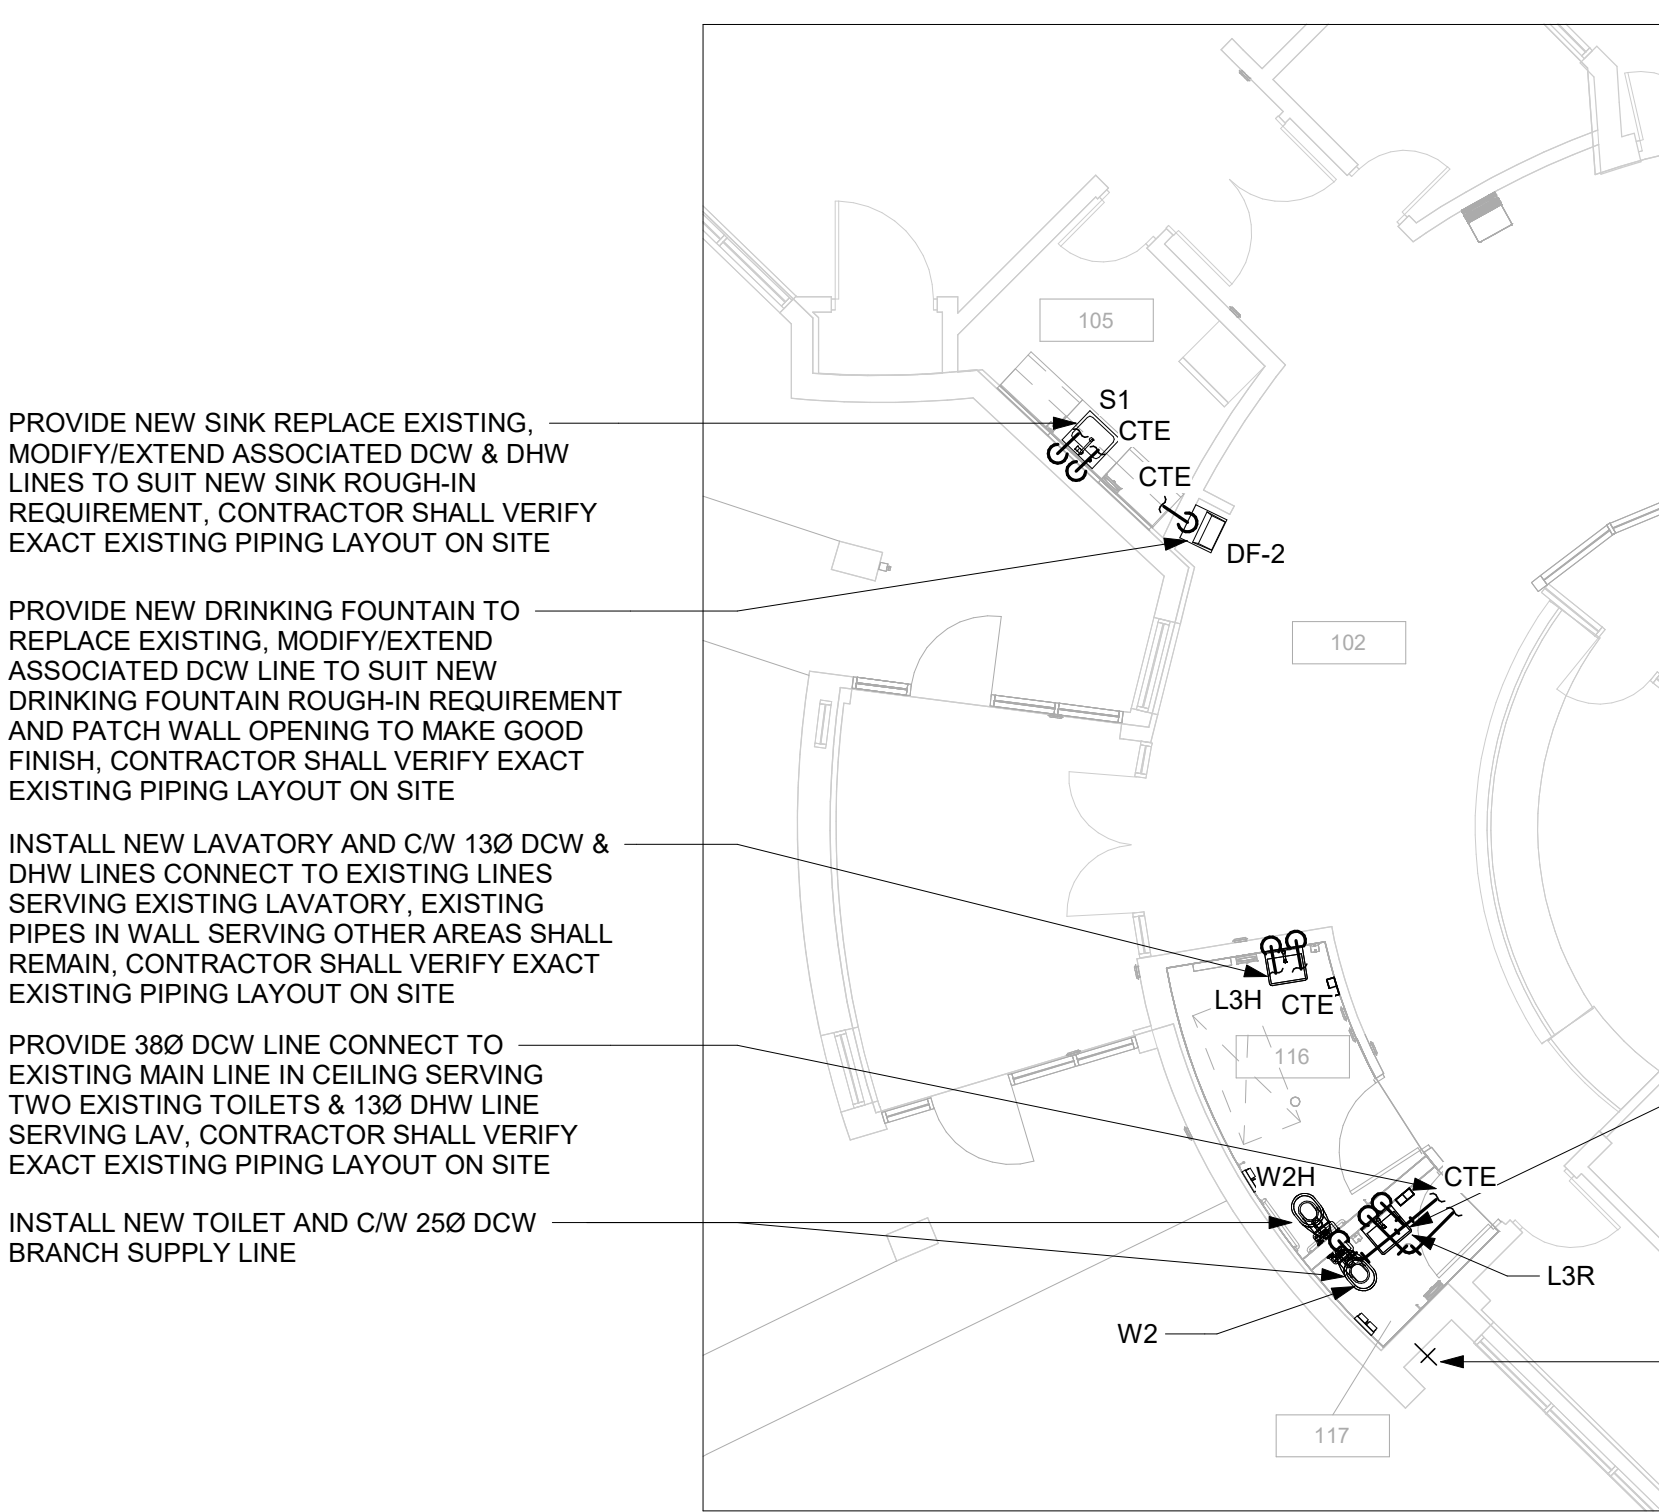 PROVIDE NEW SINK REPLACE EXISTING,
MODIFY/EXTEND ASSOCIATED DCW & DHW
LINES TO SUIT NEW SINK ROUGH-IN
REQUIREMENT, CONTRACTOR SHALL VERIFY
EXACT EXISTING PIPING LAYOUT ON SITE
PROVIDE NEW DRINKING FOUNTAIN TO
REPLACE EXISTING, MODIFY/EXTEND
ASSOCIATED DCW LINE TO SUIT NEW
DRINKING FOUNTAIN ROUGH-IN REQUIREMENT
AND PATCH WALL OPENING TO MAKE GOOD
FINISH, CONTRACTOR SHALL VERIFY EXACT
EXISTING PIPING LAYOUT ON SITE
INSTALL NEW LAVATORY AND C/W 13Ø DCW &
DHW LINES CONNECT TO EXISTING LINES
SERVING EXISTING LAVATORY, EXISTING
PIPES IN WALL SERVING OTHER AREAS SHALL
REMAIN, CONTRACTOR SHALL VERIFY EXACT
EXISTING PIPING LAYOUT ON SITE
PROVIDE 38Ø DCW LINE CONNECT TO
EXISTING MAIN LINE IN CEILING SERVING
TWO EXISTING TOILETS & 13Ø DHW LINE
SERVING LAV, CONTRACTOR SHALL VERIFY
EXACT EXISTING PIPING LAYOUT ON SITE
INSTALL NEW TOILET AND C/W 25Ø DCW
BRANCH SUPPLY LINE
105
S1
CTE
CTE
DF-2
102
L3H
CTE
116
W2H
CTE
L3R
W2
117